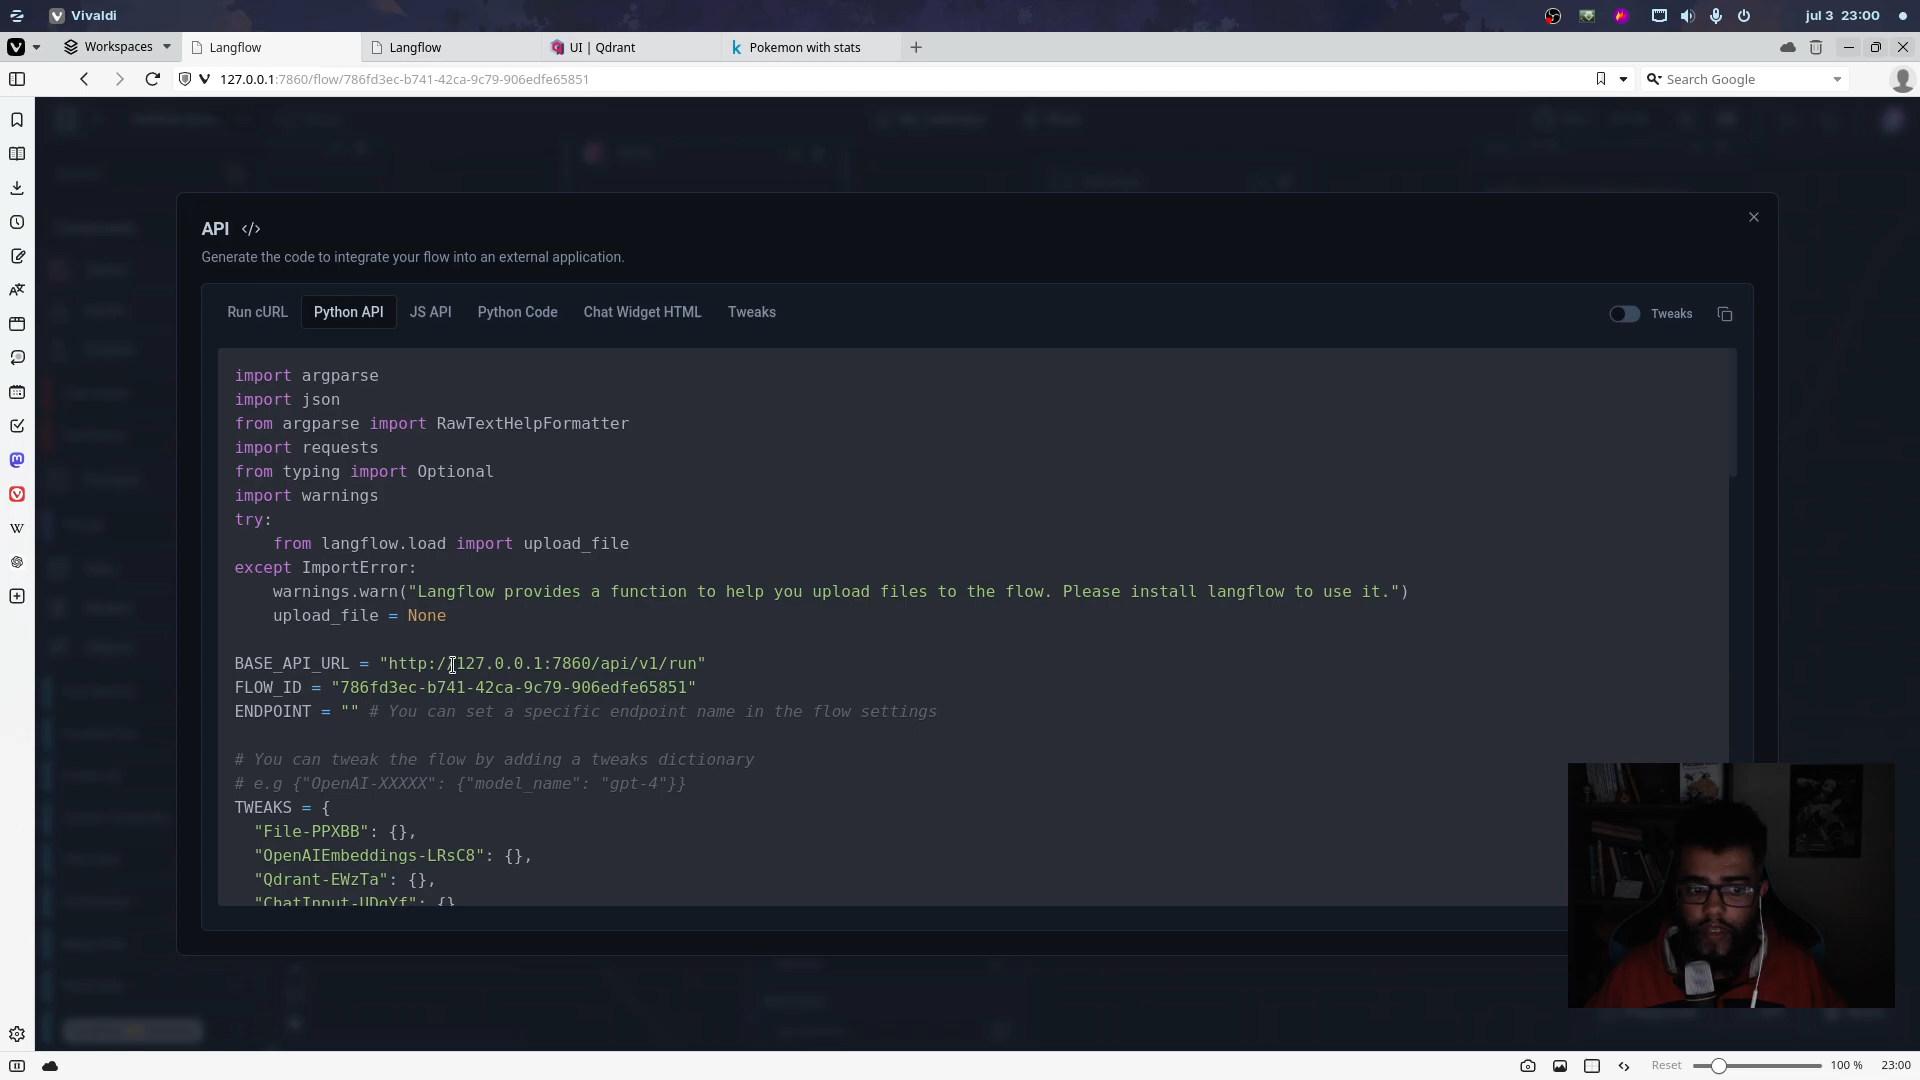 Vivaldi
jul 3 23:00
Workspaces
Langflow
Langflow
UI | Qdrant
Pokemon with stats
127.0.0.1:7860/flow/786fd3ec-b741-42ca-9c79-906edfe65851
Search Google
API </>
Generate the code to integrate your flow into an external application.
Run cURL
Python API
JS API
Python Code
Chat Widget HTML
Tweaks
Tweaks
import argparse
import json
from argparse import RawTextHelpFormatter
import requests
from typing import Optional
import warnings
try:
    from langflow.load import upload_file
except ImportError:
    warnings.warn("Langflow provides a function to help you upload files to the flow. Please install langflow to use it.")
    upload_file = None
BASE_API_URL = "http://127.0.0.1:7860/api/v1/run"
FLOW_ID = "786fd3ec-b741-42ca-9c79-906edfe65851"
ENDPOINT = "" # You can set a specific endpoint name in the flow settings
# You can tweak the flow by adding a tweaks dictionary
# e.g {"OpenAI-XXXXX": {"model_name": "gpt-4"}}
TWEAKS = {
  "File-PPXBB": {},
  "OpenAIEmbeddings-LRsC8": {},
  "Qdrant-EWzTa": {},
  "ChatInput-UDgYf": {}
Reset
100 %
23:00